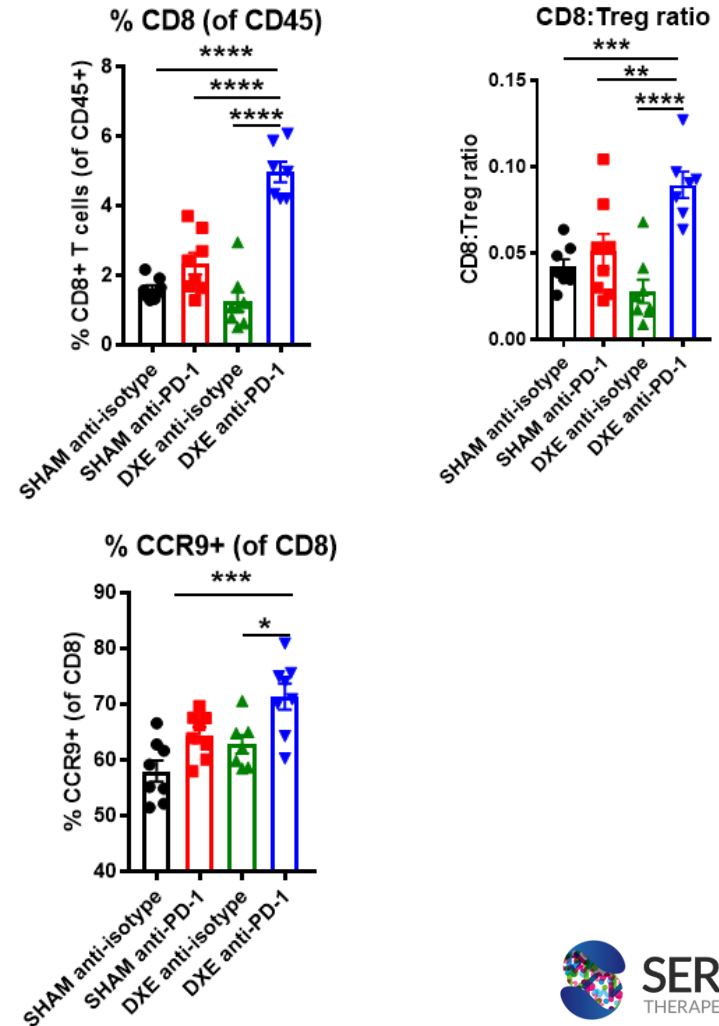 % CD8 (of CD45)
****
****
****
% CD8+ T cells (of CD45+)
8
6
4
2
0
SHAM anti-isotype
SHAM anti-PD-1
DXE anti-isotype
DXE anti-PD-1
CD8:Treg ratio
***
**
****
CD8:Treg ratio
0.15
0.10
0.05
0.00
SHAM anti-isotype
SHAM anti-PD-1
DXE anti-isotype
DXE anti-PD-1
% CCR9+ (of CD8)
***
*
% CCR9+ (of CD8)
90
80
70
60
50
40
SHAM anti-isotype
SHAM anti-PD-1
DXE anti-isotype
DXE anti-PD-1
SER
THERAPE